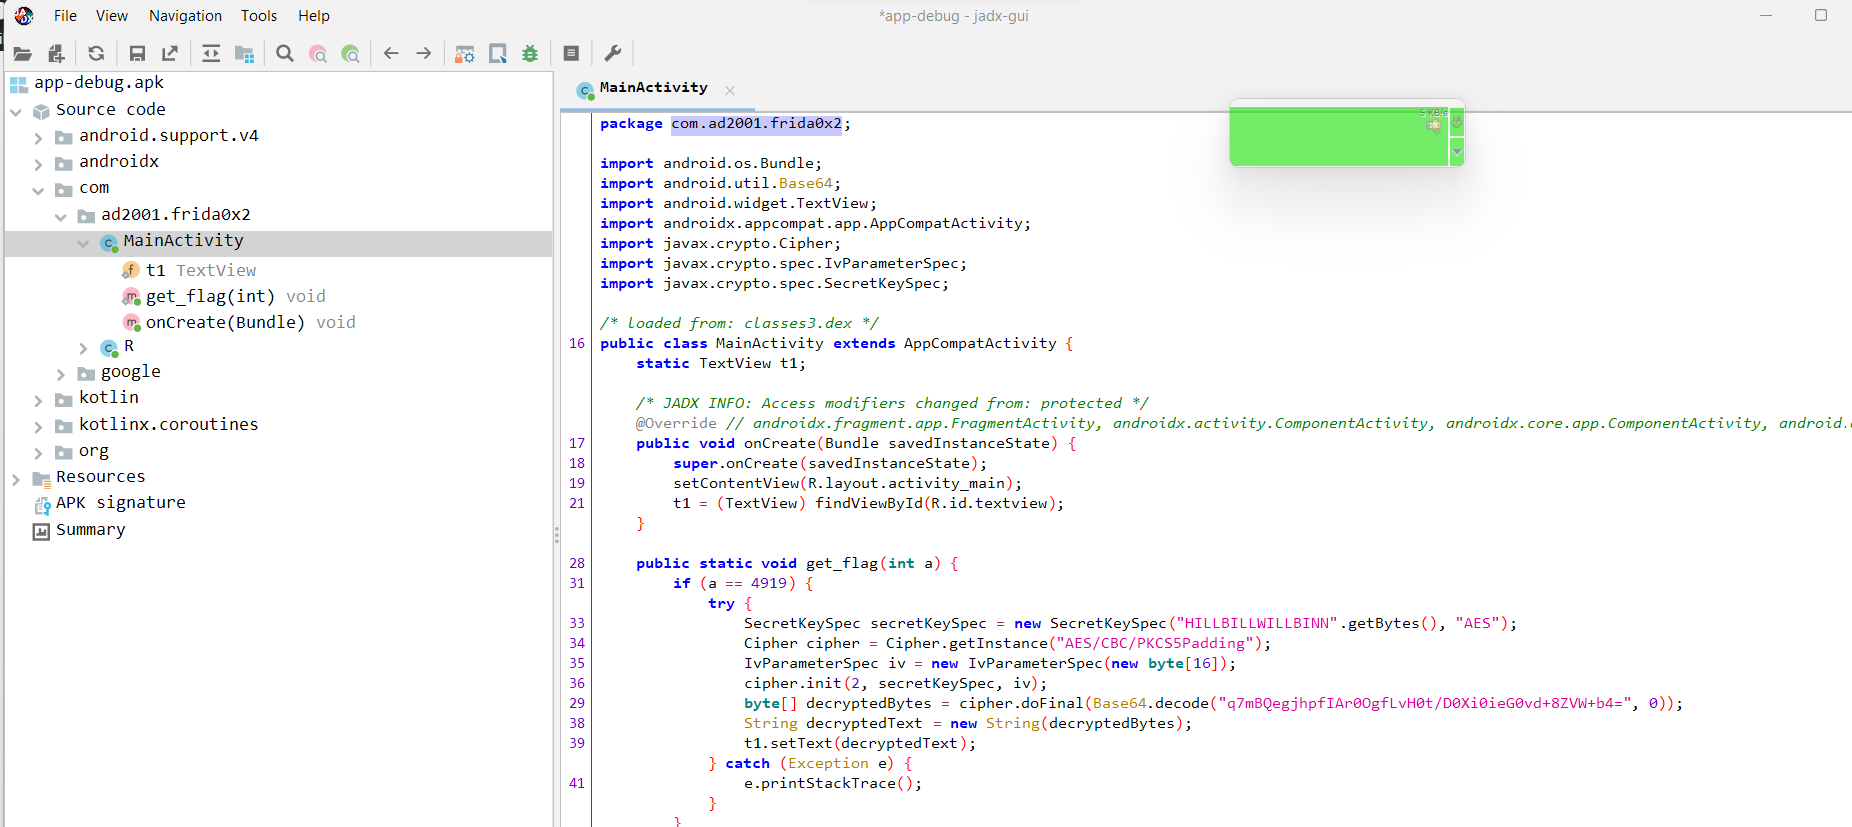 File View Navigation Tools Help
*app-debug - jadx-gui
app-debug.apk
Source code
android.support.v4
androidx
com
ad2001.frida0x2
MainActivity
t1 TextView
get_flag(int) void
onCreate(Bundle) void
R
google
kotlin
kotlinx.coroutines
org
Resources
APK signature
Summary
MainActivity
5 KB/s
package com.ad2001.frida0x2;
import android.os.Bundle;
import android.util.Base64;
import android.widget.TextView;
import androidx.appcompat.app.AppCompatActivity;
import javax.crypto.Cipher;
import javax.crypto.spec.IvParameterSpec;
import javax.crypto.spec.SecretKeySpec;
/* loaded from: classes3.dex */
16 public class MainActivity extends AppCompatActivity {
static TextView t1;
/* JADX INFO: Access modifiers changed from: protected */
@Override // androidx.fragment.app.FragmentActivity, androidx.activity.ComponentActivity, androidx.core.app.ComponentActivity, android.
17 public void onCreate(Bundle savedInstanceState) {
18 super.onCreate(savedInstanceState);
19 setContentView(R.layout.activity_main);
21 t1 = (TextView) findViewById(R.id.textview);
}
28 public static void get_flag(int a) {
31 if (a == 4919) {
try {
33 SecretKeySpec secretKeySpec = new SecretKeySpec("HILLBILLWILLBINN".getBytes(), "AES");
34 Cipher cipher = Cipher.getInstance("AES/CBC/PKCS5Padding");
35 IvParameterSpec iv = new IvParameterSpec(new byte[16]);
36 cipher.init(2, secretKeySpec, iv);
29 byte[] decryptedBytes = cipher.doFinal(Base64.decode("q7mBQegjhpfIAr0OgfLvH0t/D0Xi0ieG0vd+8ZVW+b4=", 0));
38 String decryptedText = new String(decryptedBytes);
39 t1.setText(decryptedText);
} catch (Exception e) {
41 e.printStackTrace();
}
}